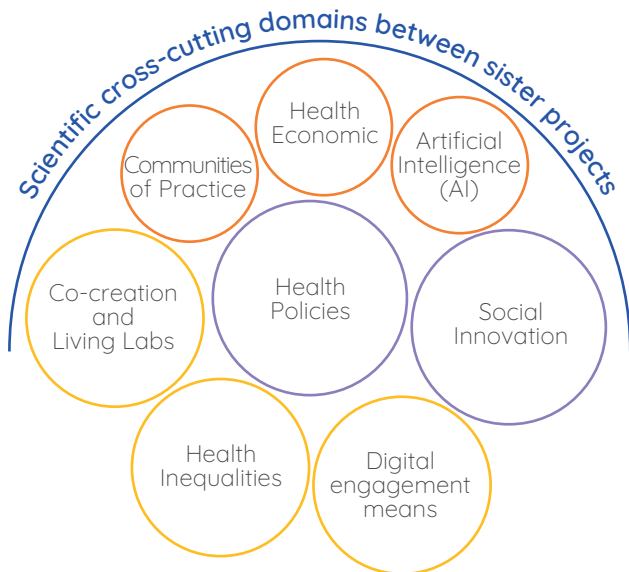 Scientific cross-cutting domains between sister projects
Health
Economic
Artificial
Intelligence
(AI)
Communities
of Practice
Health
Policies
Co-creation
and
Living Labs
Social
Innovation
Health
Inequalities
Digital
engagement
means